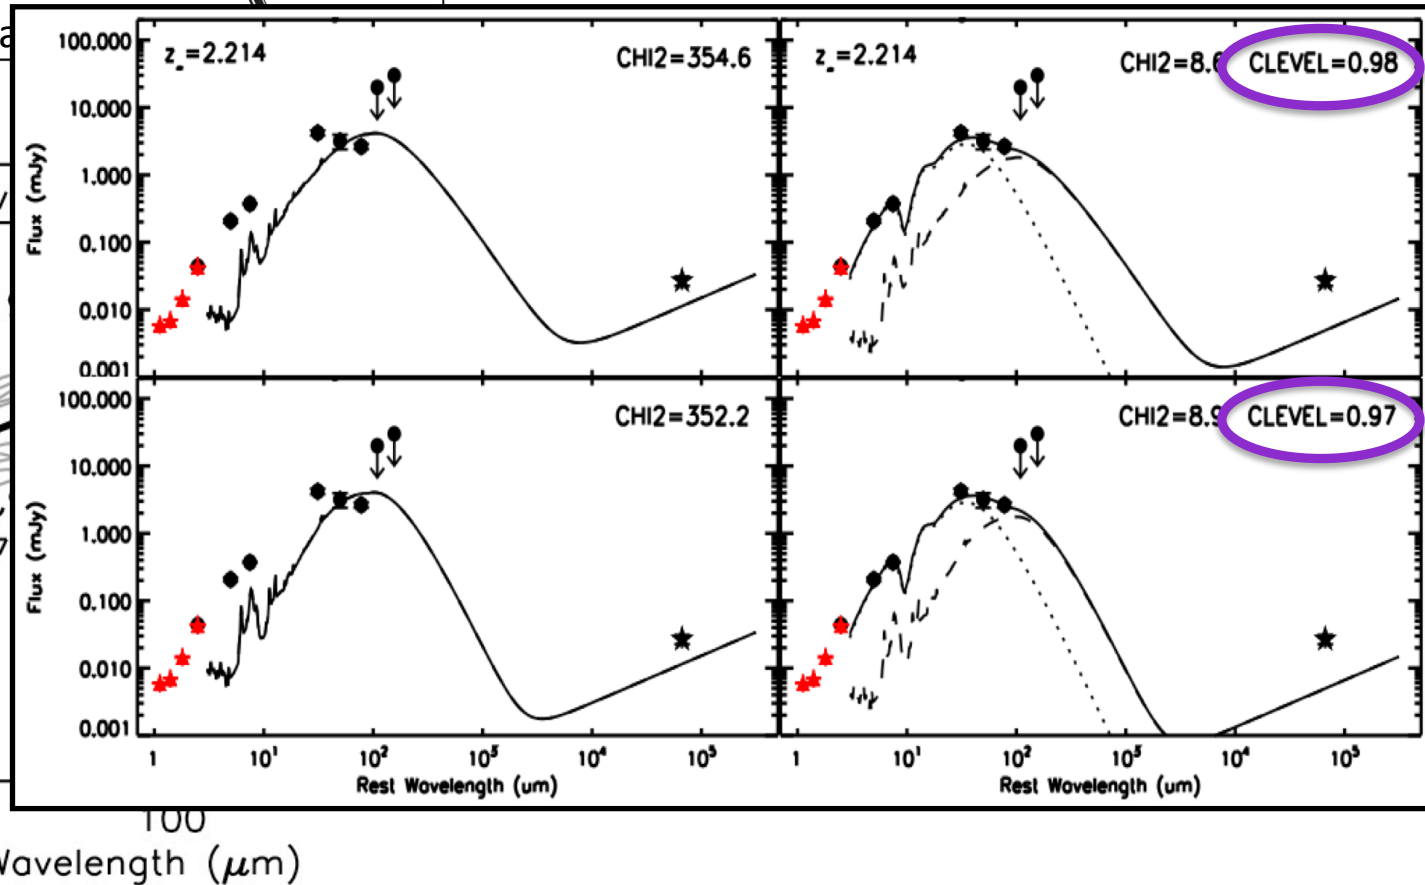 a
z_=2.214
CHI2=354.6
z_=2.214
CHI2=8.6
CLEVEL=0.98
100.000
10.000
1.000
0.100
0.010
0.001
Flux (mJy)
CHI2=352.2
CHI2=8.9
CLEVEL=0.97
100.000
10.000
1.000
0.100
0.010
0.001
Flux (mJy)
1 10¹ 10² 10³ 10⁴ 10⁵
1 10¹ 10² 10³ 10⁴ 10⁵
Rest Wavelength (um)
Rest Wavelength (um)
100
Wavelength (μm)